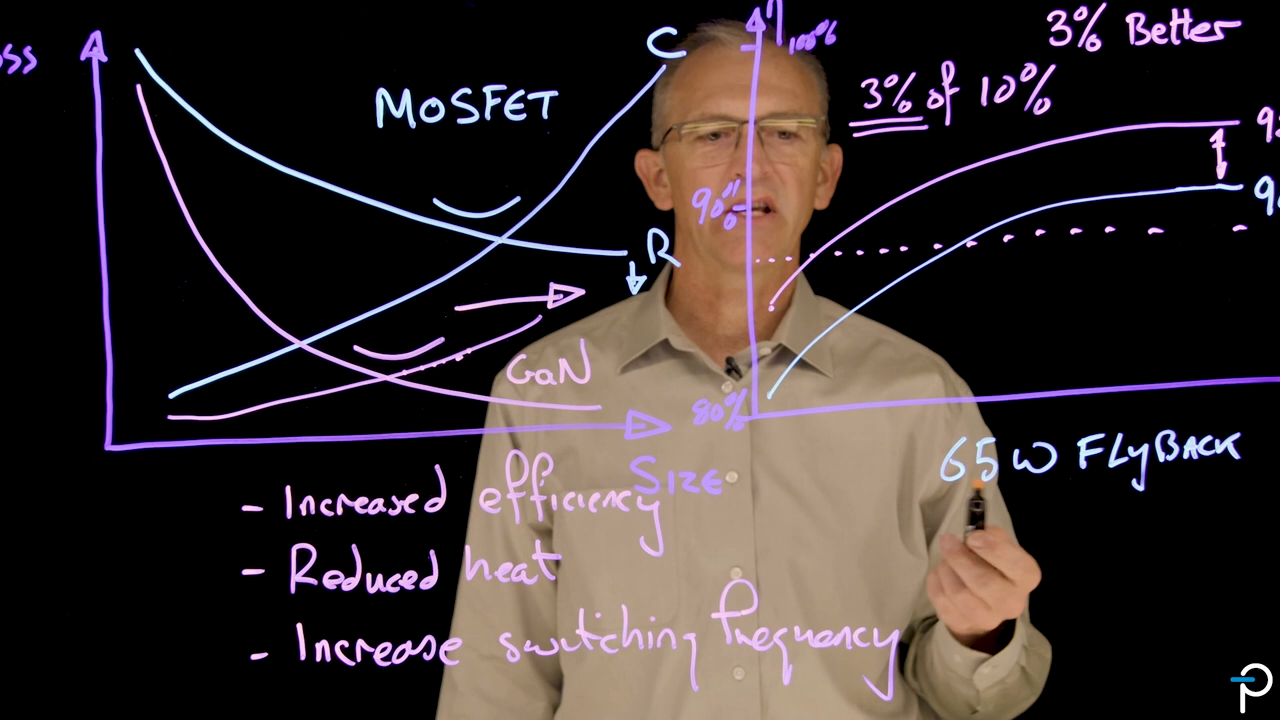 C
MOSFET
R
GaN
SIZE
- Increased efficiency
- Reduced heat
- Increase switching frequency
η
100%
3% Better
3% of 10%
90%
80%
65W FLyBACK